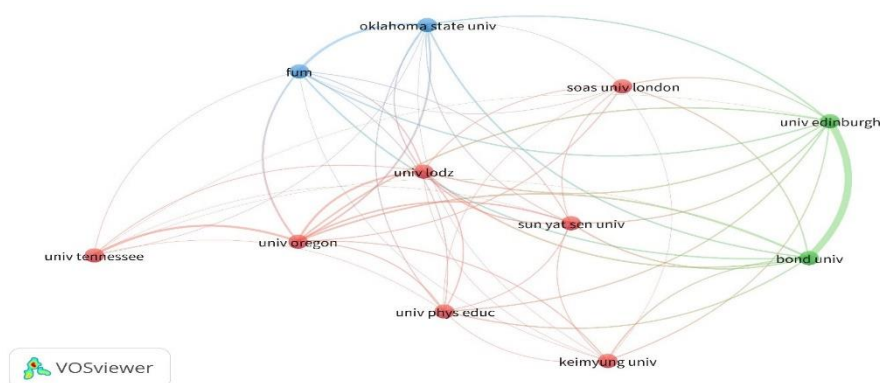 oklahoma state univ
fum
soas univ london
univ edinburgh
univ lodz
sun yat sen univ
univ oregon
univ tennessee
bond univ
univ phys educ
keimyung univ
VOSviewer